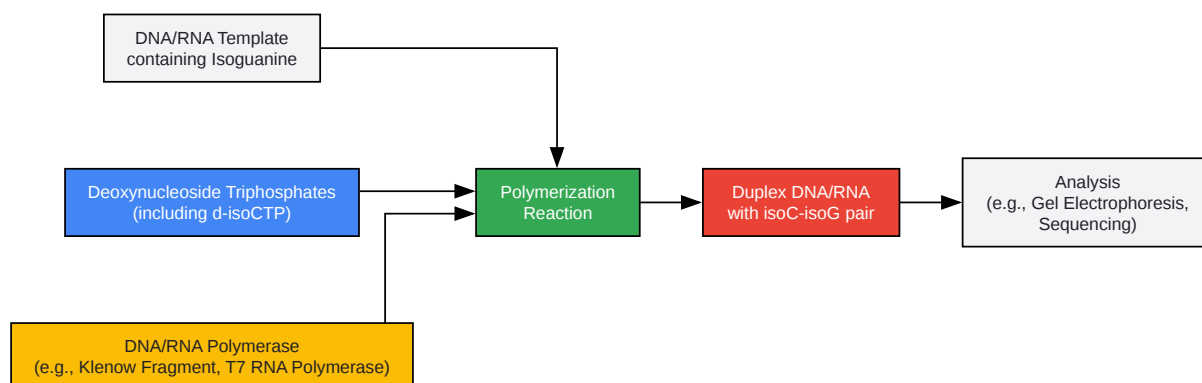 DNA/RNA Template
containing Isoguanine
Deoxynucleoside Triphosphates
(including d-isoCTP)
Polymerization
Reaction
Duplex DNA/RNA
with isoC-isoG pair
Analysis
(e.g., Gel Electrophoresis,
Sequencing)
DNA/RNA Polymerase
(e.g., Klenow Fragment, T7 RNA Polymerase)